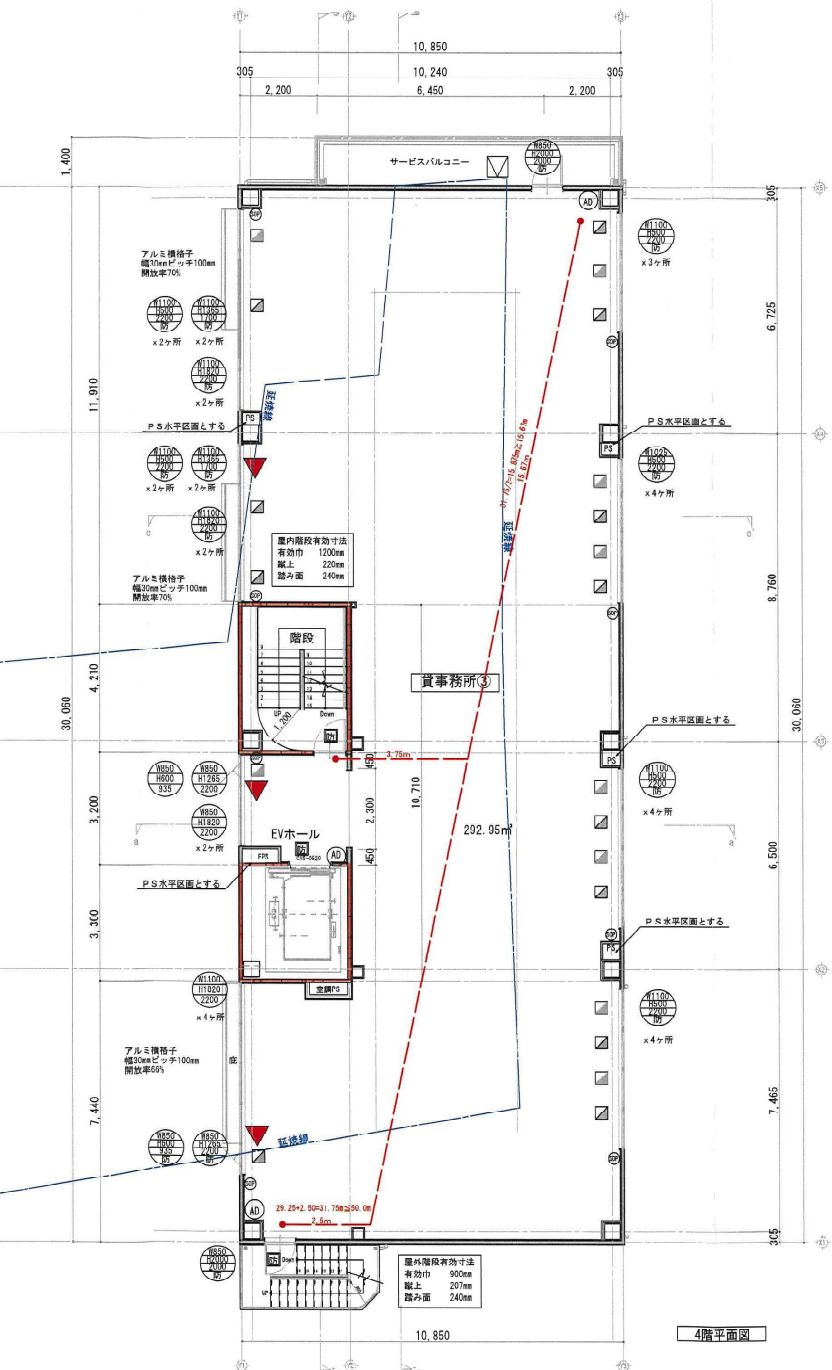 10,850
305
10,240
305
2,200
6,450
2,200
1,400
サービスバルコニー
W850
H2000
2000
防
AD
305
アルミ横格子
幅30mmピッチ100mm
開放率70%
W1100
H500
2200
防
x3ヶ所
W1100
H500
2200
防
x2ヶ所
W1100
H1365
1700
防
x2ヶ所
6,725
W1100
H1820
2200
防
x2ヶ所
11,910
延焼線
PS水平区画とする
PS
PS水平区画とする
PS
31.75/2=15.875m≧15.67m
15.67m
W1100
H500
2200
防
x2ヶ所
W1100
H1365
1700
防
x2ヶ所
W1025
H500
2200
防
x4ヶ所
W1100
H1820
2200
防
x2ヶ所
延焼線
屋内階段有効寸法
有効巾 1200mm
蹴上 220mm
踏み面 240mm
アルミ横格子
幅30mmピッチ100mm
開放率70%
8,760
階段
4,210
貸事務所③
30,060
30,060
UP
1,200
Down
防
PS水平区画とする
PS
3.75m
450
W850
H600
935
W850
H1265
2200
W1100
H500
2200
防
x4ヶ所
10,710
2,300
3,200
W850
H1820
2200
x2ヶ所
EVホール
防
AD
EPS
292.95㎡
450
6,500
PS水平区画とする
3,300
PS水平区画とする
PS
W1100
H1820
2200
x4ヶ所
空調PS
W1100
H500
2200
防
x4ヶ所
アルミ横格子
幅30mmピッチ100mm
開放率66%
庇
7,440
7,465
延焼線
W850
H600
935
防
W850
H1265
2200
防
AD
29.25+2.50=31.75m≦50.0m
2.5m
305
W850
H2000
2000
防
防
Down
UP
屋外階段有効寸法
有効巾 900mm
蹴上 207mm
踏み面 240mm
10,850
4階平面図